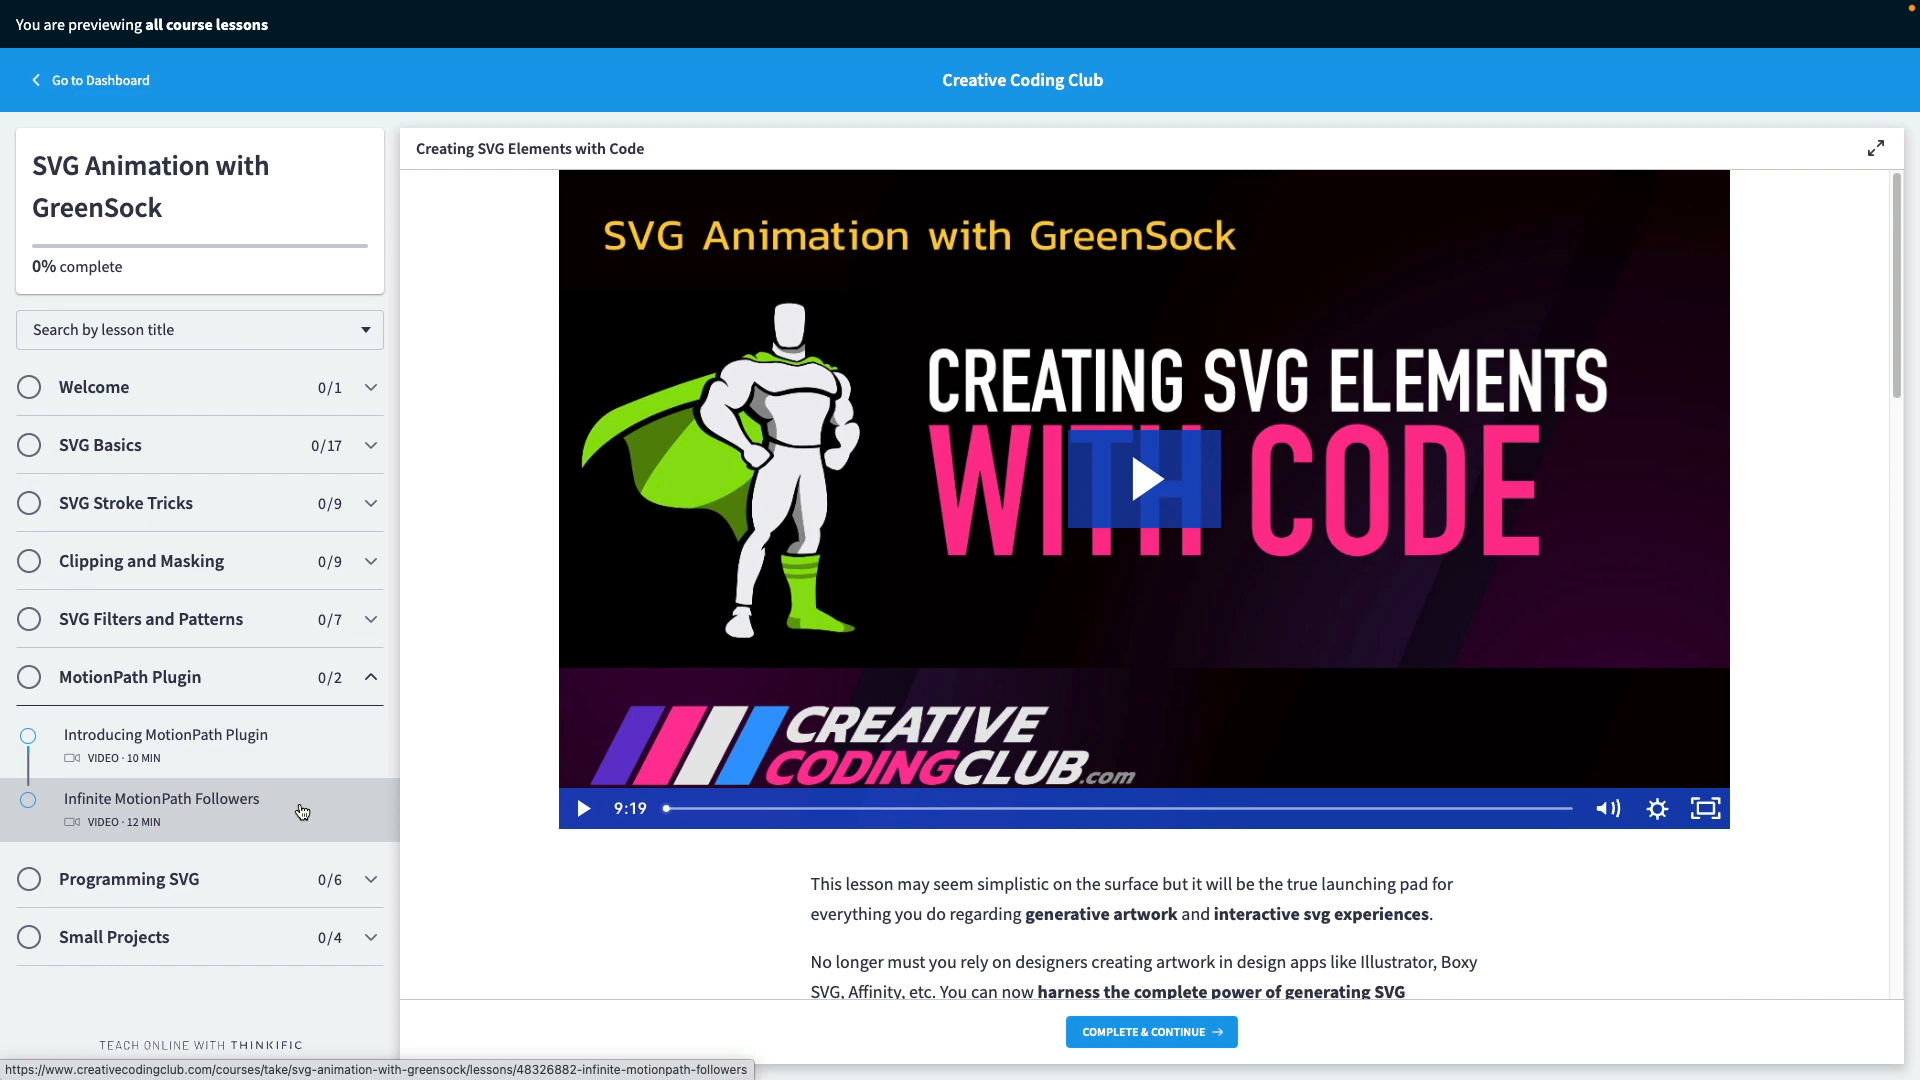 You are previewing all course lessons
Go to Dashboard
Creative Coding Club
SVG Animation with
GreenSock
0% complete
Search by lesson title
Welcome 0/1
SVG Basics 0/17
SVG Stroke Tricks 0/9
Clipping and Masking 0/9
SVG Filters and Patterns 0/7
MotionPath Plugin 0/2
Introducing MotionPath Plugin
VIDEO · 10 MIN
Infinite MotionPath Followers
VIDEO · 12 MIN
Programming SVG 0/6
Small Projects 0/4
TEACH ONLINE WITH THINKIFIC
Creating SVG Elements with Code
SVG Animation with GreenSock
CREATING SVG ELEMENTS
WITH CODE
CREATIVE
CODINGCLUB.com
9:19
This lesson may seem simplistic on the surface but it will be the true launching pad for
everything you do regarding generative artwork and interactive svg experiences.
No longer must you rely on designers creating artwork in design apps like Illustrator, Boxy
SVG, Affinity, etc. You can now harness the complete power of generating SVG
COMPLETE & CONTINUE →
https://www.creativecodingclub.com/courses/take/svg-animation-with-greensock/lessons/48326882-infinite-motionpath-followers